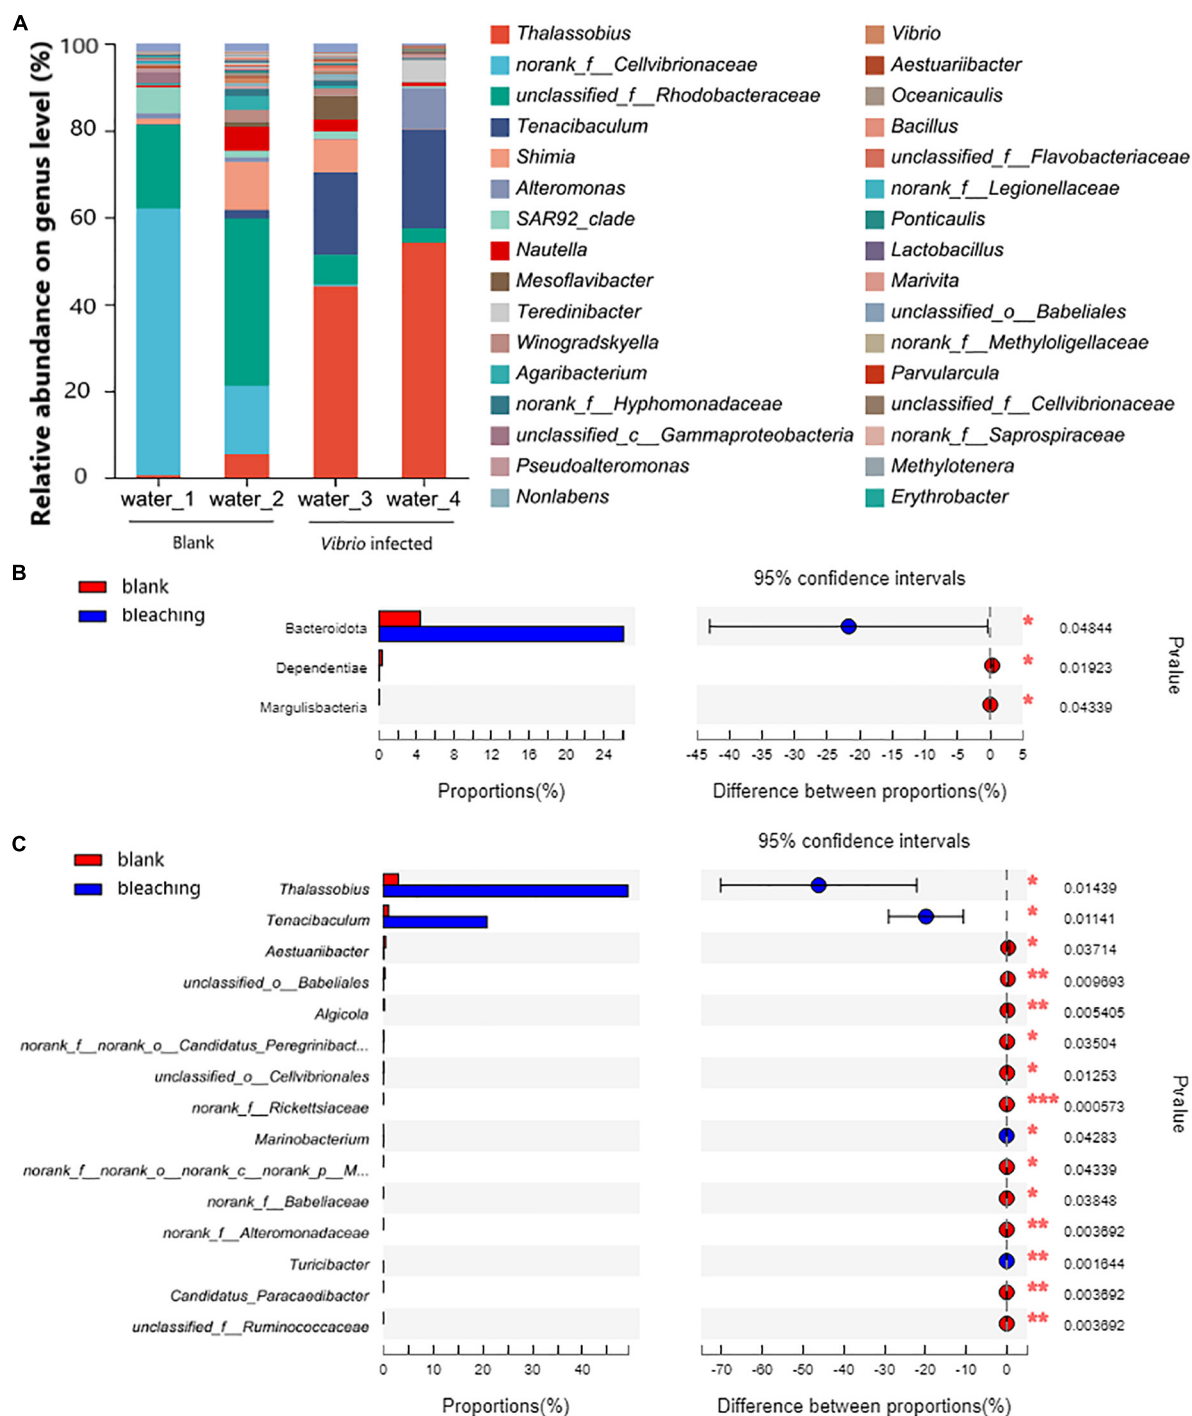 A
Relative abundance on genus level (%)
100
80
60
40
20
0
water_1 water_2 water_3 water_4
Blank
Vibrio infected
Thalassobius
norank_f__Cellvibrionaceae
unclassified_f__Rhodobacteraceae
Tenacibaculum
Shimia
Alteromonas
SAR92_clade
Nautella
Mesoflavibacter
Teredinibacter
Winogradskyella
Agaribacterium
norank_f__Hyphomonadaceae
unclassified_c__Gammaproteobacteria
Pseudoalteromonas
Nonlabens
Vibrio
Aestuariibacter
Oceanicaulis
Bacillus
unclassified_f__Flavobacteriaceae
norank_f__Legionellaceae
Ponticaulis
Lactobacillus
Marivita
unclassified_o__Babeliales
norank_f__Methyloligellaceae
Parvularcula
unclassified_f__Cellvibrionaceae
norank_f__Saprospiraceae
Methylotenera
Erythrobacter
B
blank
bleaching
95% confidence intervals
Bacteroidota * 0.04844
Dependentiae * 0.01923
Margulisbacteria * 0.04339
Pvalue
0 4 8 12 16 20 24
-45 -40 -35 -30 -25 -20 -15 -10 -5 0 5
Proportions(%)
Difference between proportions(%)
C
blank
bleaching
95% confidence intervals
Thalassobius * 0.01439
Tenacibaculum * 0.01141
Aestuariibacter * 0.03714
unclassified_o__Babeliales ** 0.009693
Algicola ** 0.005405
norank_f__norank_o__Candidatus_Peregrinibact... * 0.03504
unclassified_o__Cellvibrionales * 0.01253
norank_f__Rickettsiaceae *** 0.000573
Marinobacterium * 0.04283
norank_f__norank_o__norank_c__norank_p__M... * 0.04339
norank_f__Babeliaceae * 0.03848
norank_f__Alteromonadaceae ** 0.003692
Turicibacter ** 0.001644
Candidatus_Paracaedibacter ** 0.003692
unclassified_f__Ruminococcaceae ** 0.003692
Pvalue
0 10 20 30 40
-70 -60 -50 -40 -30 -20 -10 0
Proportions(%)
Difference between proportions(%)